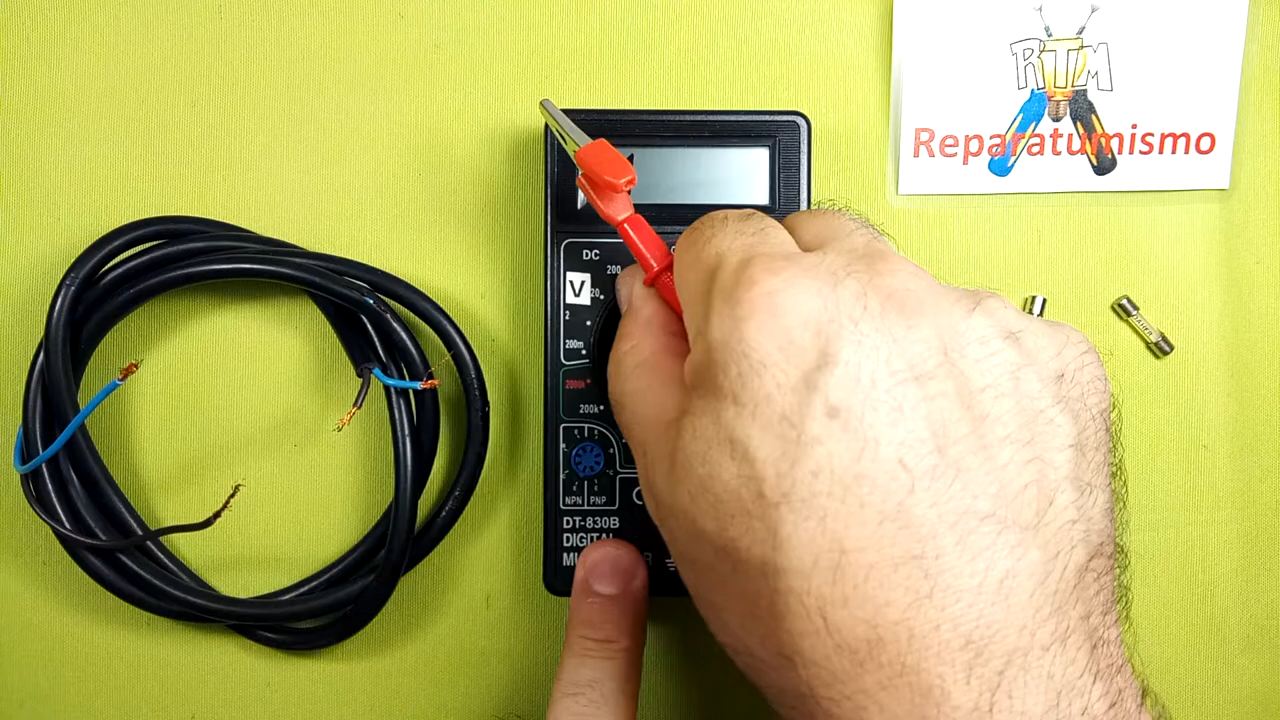 RTM
Reparatumismo
DC
200
V
20
2
200m
2000k
200k
NPN
PNP
DT-830B
DIGITAL